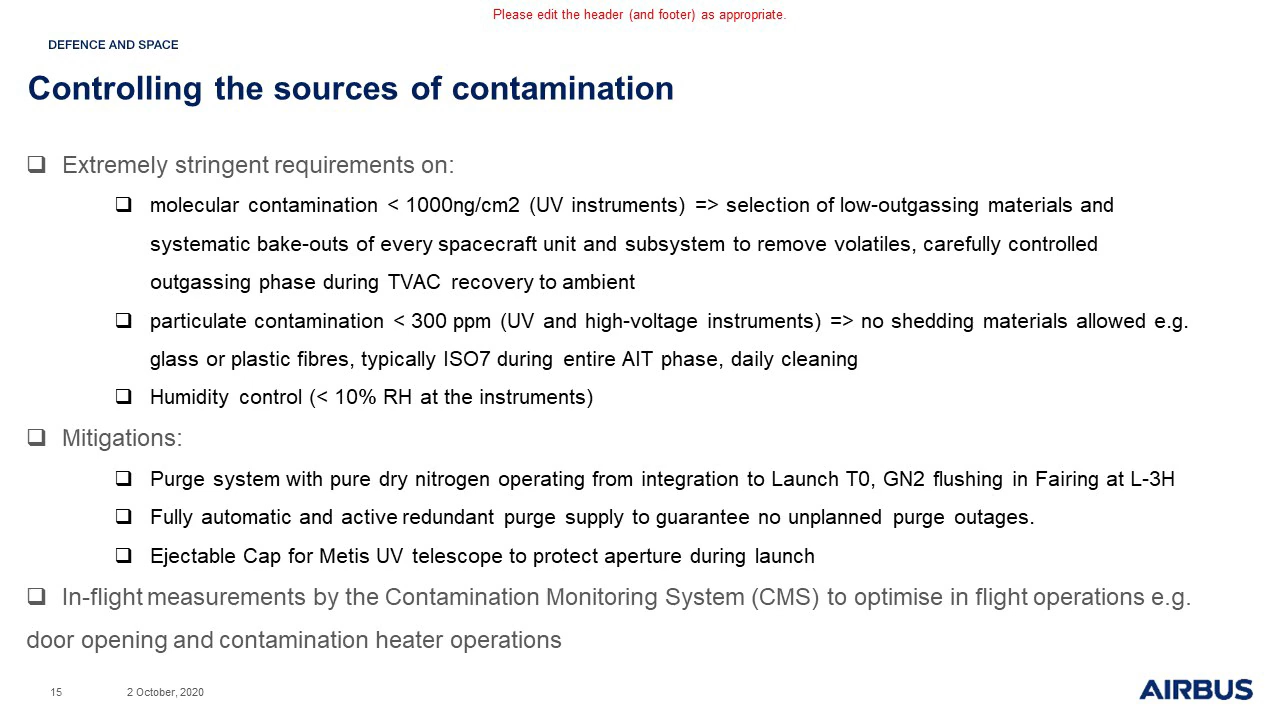 Please edit the header (and footer) as appropriate.
DEFENCE AND SPACE
Controlling the sources of contamination
❑ Extremely stringent requirements on:
❑ molecular contamination < 1000ng/cm2 (UV instruments) => selection of low-outgassing materials and
systematic bake-outs of every spacecraft unit and subsystem to remove volatiles, carefully controlled
outgassing phase during TVAC recovery to ambient
❑ particulate contamination < 300 ppm (UV and high-voltage instruments) => no shedding materials allowed e.g.
glass or plastic fibres, typically ISO7 during entire AIT phase, daily cleaning
❑ Humidity control (< 10% RH at the instruments)
❑ Mitigations:
❑ Purge system with pure dry nitrogen operating from integration to Launch T0, GN2 flushing in Fairing at L-3H
❑ Fully automatic and active redundant purge supply to guarantee no unplanned purge outages.
❑ Ejectable Cap for Metis UV telescope to protect aperture during launch
❑ In-flight measurements by the Contamination Monitoring System (CMS) to optimise in flight operations e.g.
door opening and contamination heater operations
15 2 October, 2020
AIRBUS